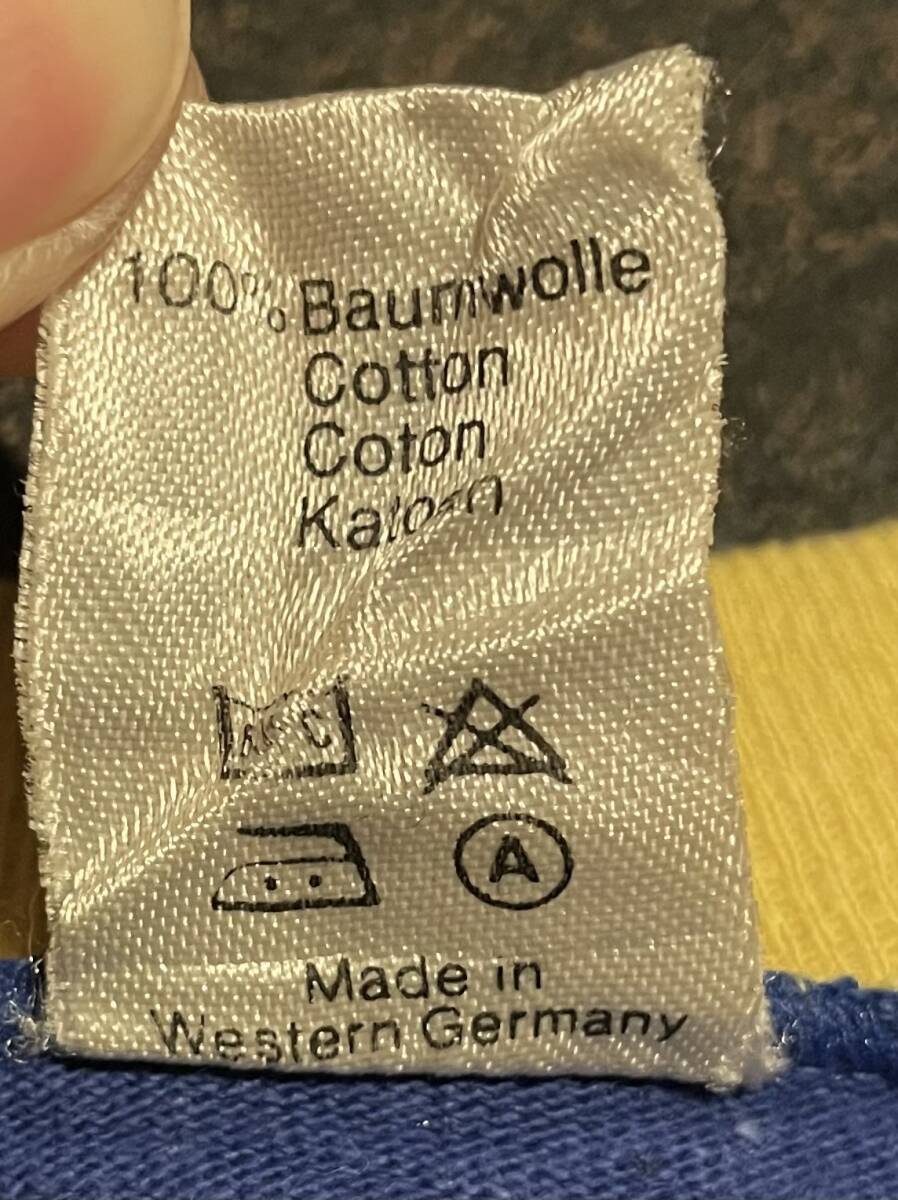 100% Baumwolle
Cotton
Coton
A
Made in
Western Germany